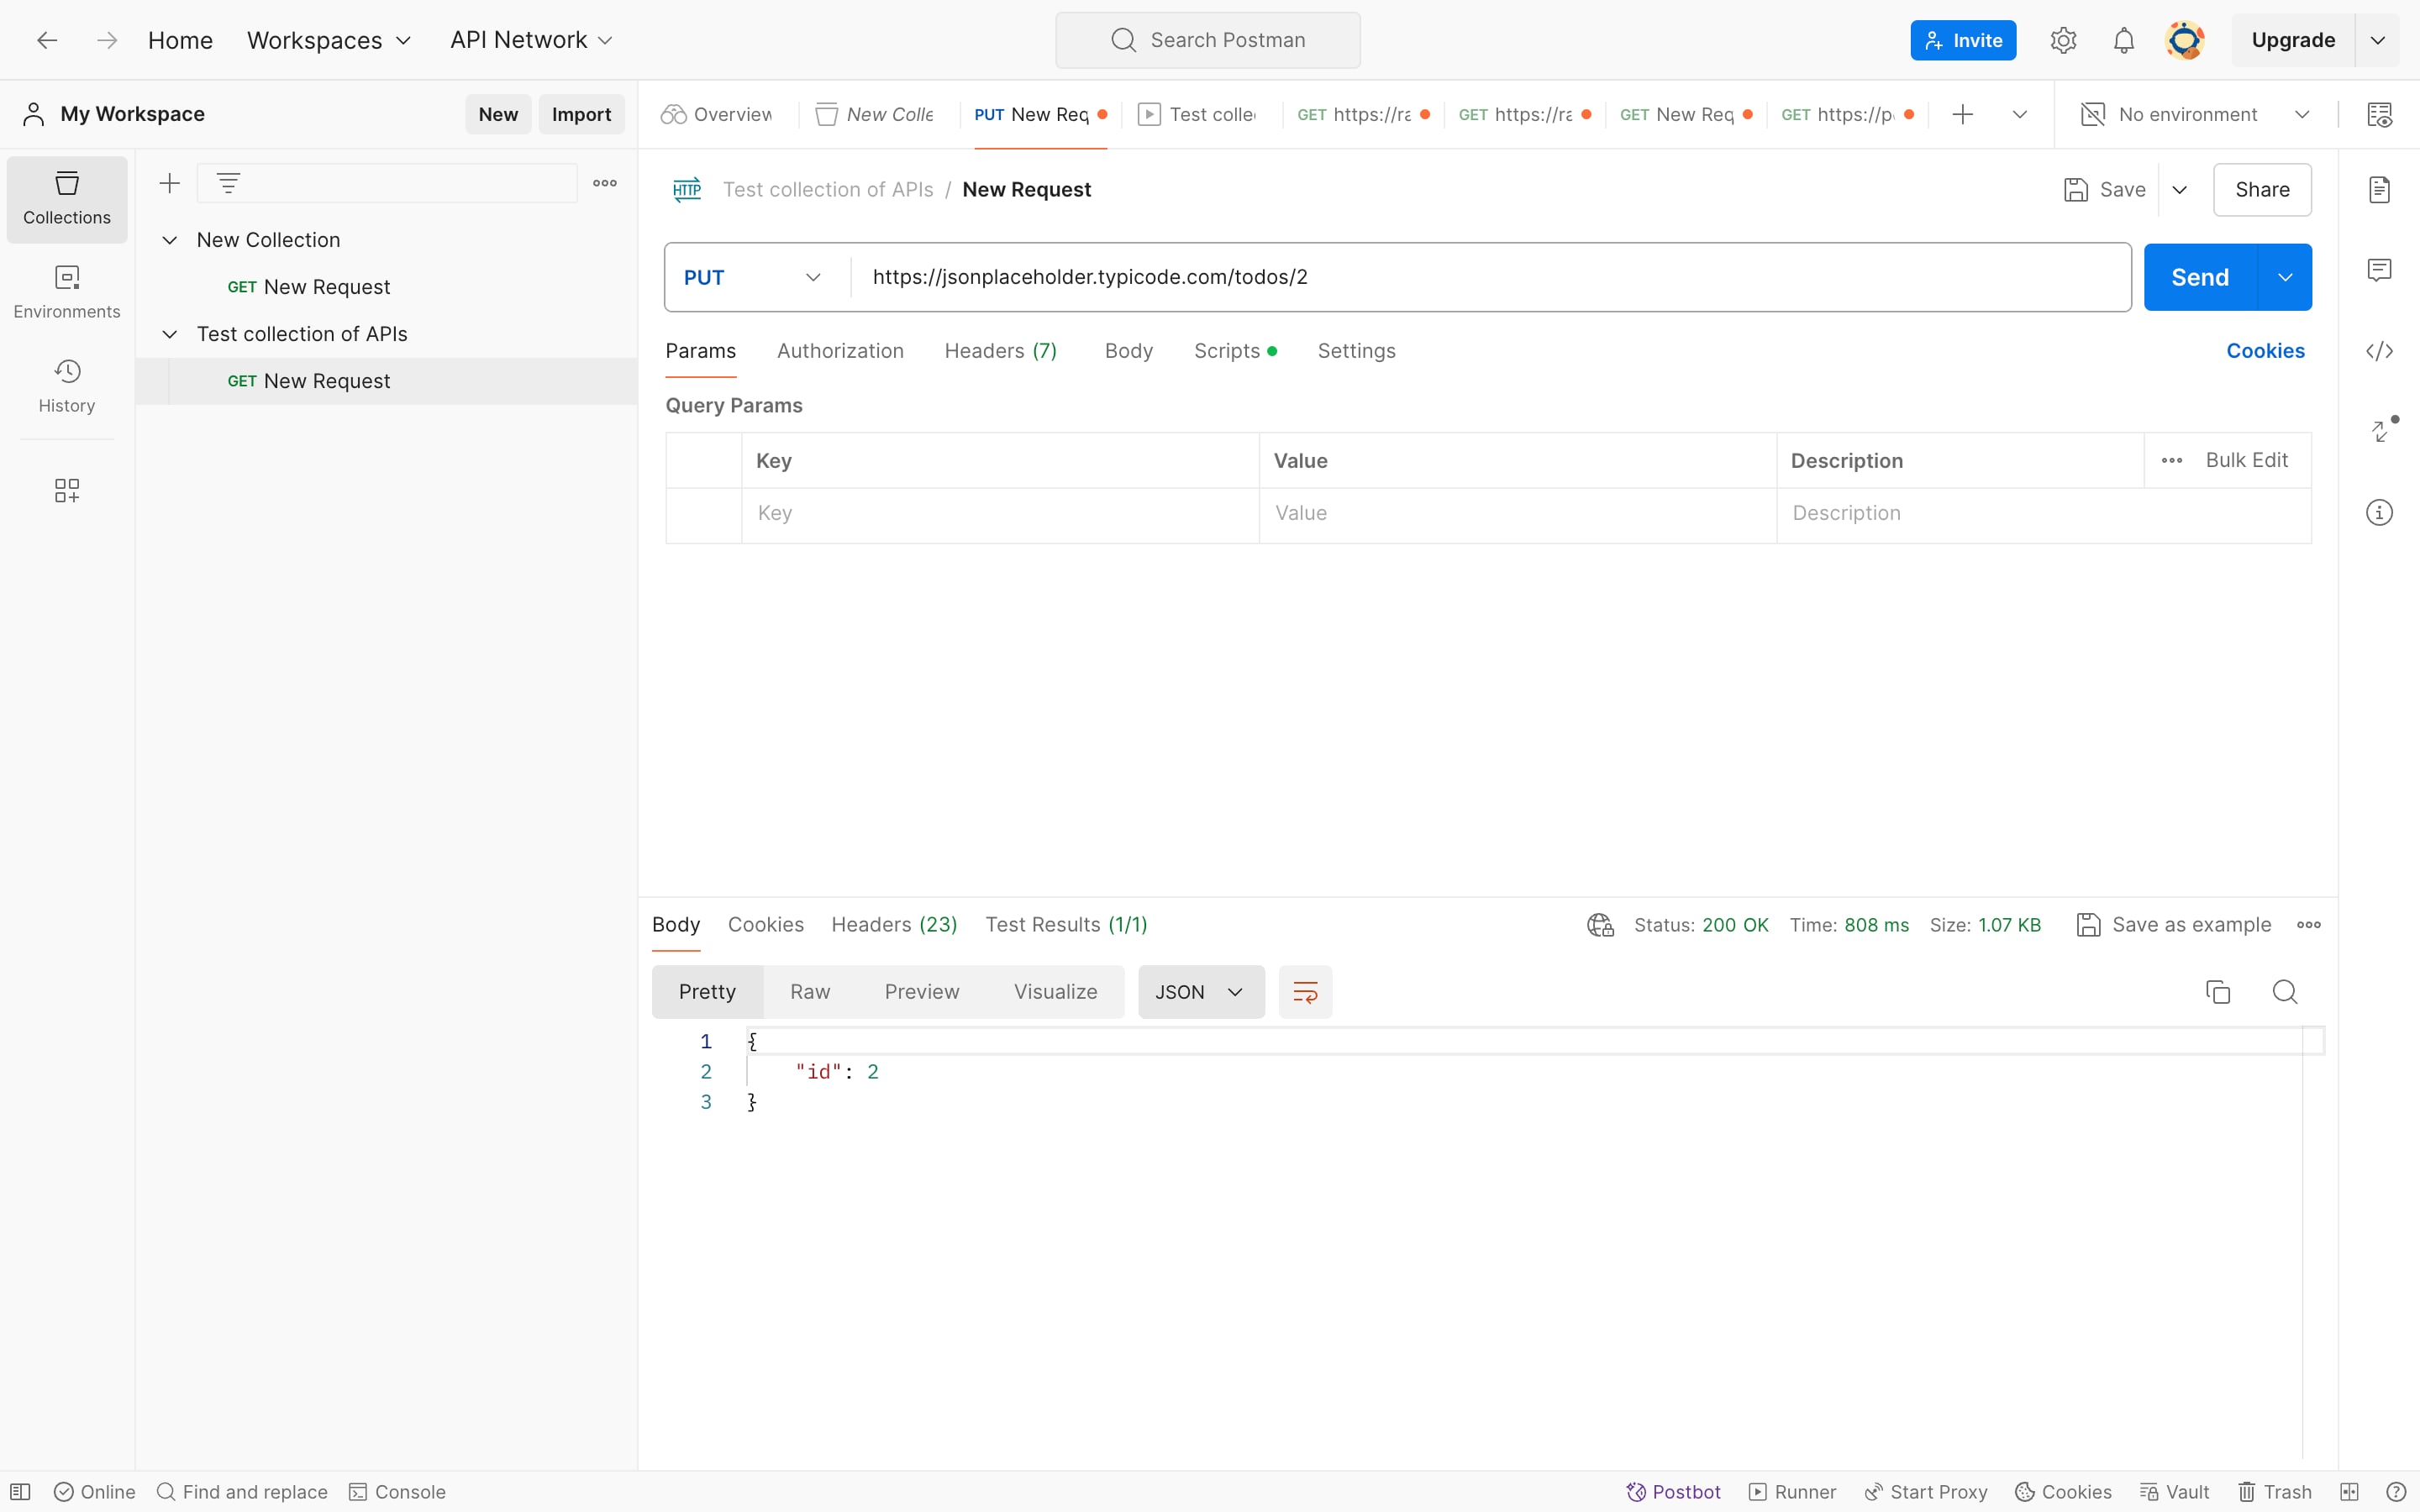 Home Workspaces API Network Search Postman Invite Upgrade
My Workspace New Import Overview New Colle PUT New Req Test colle GET https://ra GET https://ra GET New Req GET https://p No environment
Collections
Environments
History
New Collection
GET New Request
Test collection of APIs
GET New Request
HTTP Test collection of APIs / New Request Save Share
PUT https://jsonplaceholder.typicode.com/todos/2 Send
Params Authorization Headers (7) Body Scripts Settings Cookies
Query Params
Key Value Description Bulk Edit
Key Value Description
Body Cookies Headers (23) Test Results (1/1) Status: 200 OK Time: 808 ms Size: 1.07 KB Save as example
Pretty Raw Preview Visualize JSON
1 {
2 "id": 2
3 }
Online Find and replace Console Postbot Runner Start Proxy Cookies Vault Trash